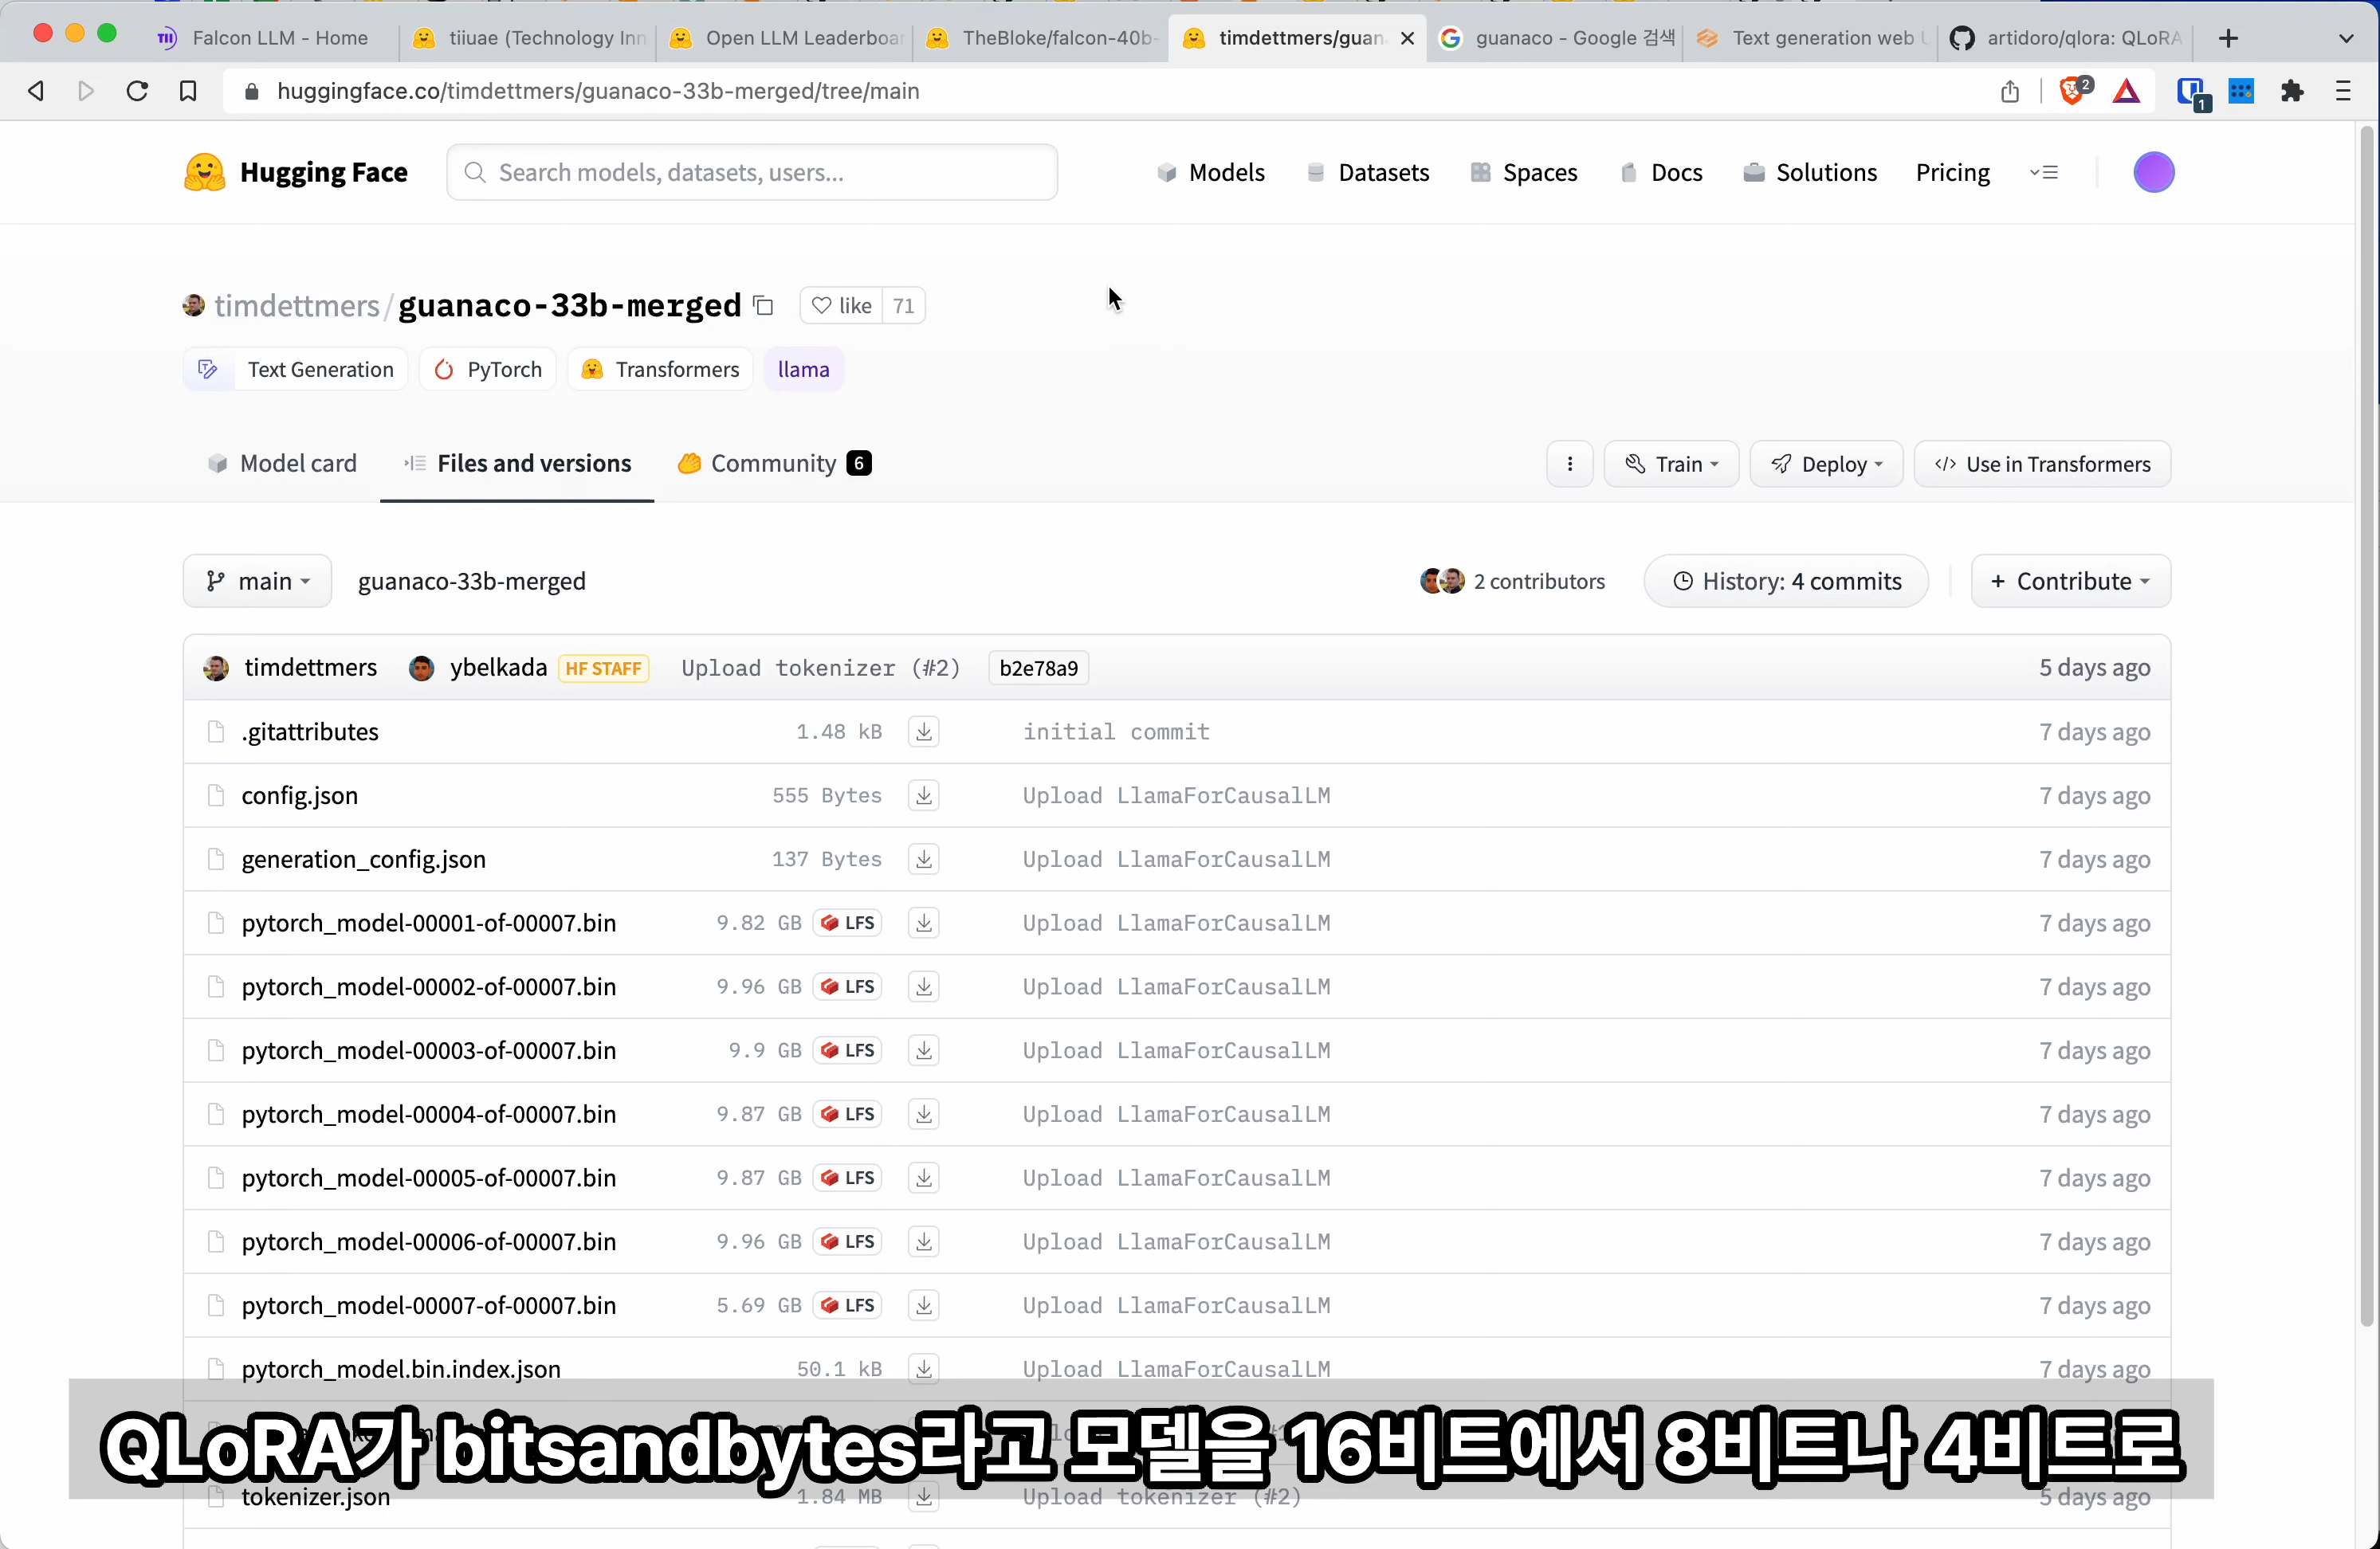 Falcon LLM - Home
tiiuae (Technology Inn
Open LLM Leaderboar
TheBloke/falcon-40b-
timdettmers/guan
guanaco - Google 검색
Text generation web U
artidoro/qlora: QLoRA
huggingface.co/timdettmers/guanaco-33b-merged/tree/main
2
1
Hugging Face
Search models, datasets, users...
Models
Datasets
Spaces
Docs
Solutions
Pricing
timdettmers/guanaco-33b-merged
like 71
Text Generation
PyTorch
Transformers
llama
Model card
Files and versions
Community 6
Train
Deploy
</> Use in Transformers
main
guanaco-33b-merged
2 contributors
History: 4 commits
+ Contribute
timdettmers ybelkada HF STAFF Upload tokenizer (#2) b2e78a9 5 days ago
.gitattributes 1.48 kB initial commit 7 days ago
config.json 555 Bytes Upload LlamaForCausalLM 7 days ago
generation_config.json 137 Bytes Upload LlamaForCausalLM 7 days ago
pytorch_model-00001-of-00007.bin 9.82 GB LFS Upload LlamaForCausalLM 7 days ago
pytorch_model-00002-of-00007.bin 9.96 GB LFS Upload LlamaForCausalLM 7 days ago
pytorch_model-00003-of-00007.bin 9.9 GB LFS Upload LlamaForCausalLM 7 days ago
pytorch_model-00004-of-00007.bin 9.87 GB LFS Upload LlamaForCausalLM 7 days ago
pytorch_model-00005-of-00007.bin 9.87 GB LFS Upload LlamaForCausalLM 7 days ago
pytorch_model-00006-of-00007.bin 9.96 GB LFS Upload LlamaForCausalLM 7 days ago
pytorch_model-00007-of-00007.bin 5.69 GB LFS Upload LlamaForCausalLM 7 days ago
pytorch_model.bin.index.json 50.1 kB Upload LlamaForCausalLM 7 days ago
QLoRA가 bitsandbytes라고 모델을 16비트에서 8비트나 4비트로
tokenizer.json 1.84 MB Upload tokenizer (#2) 5 days ago